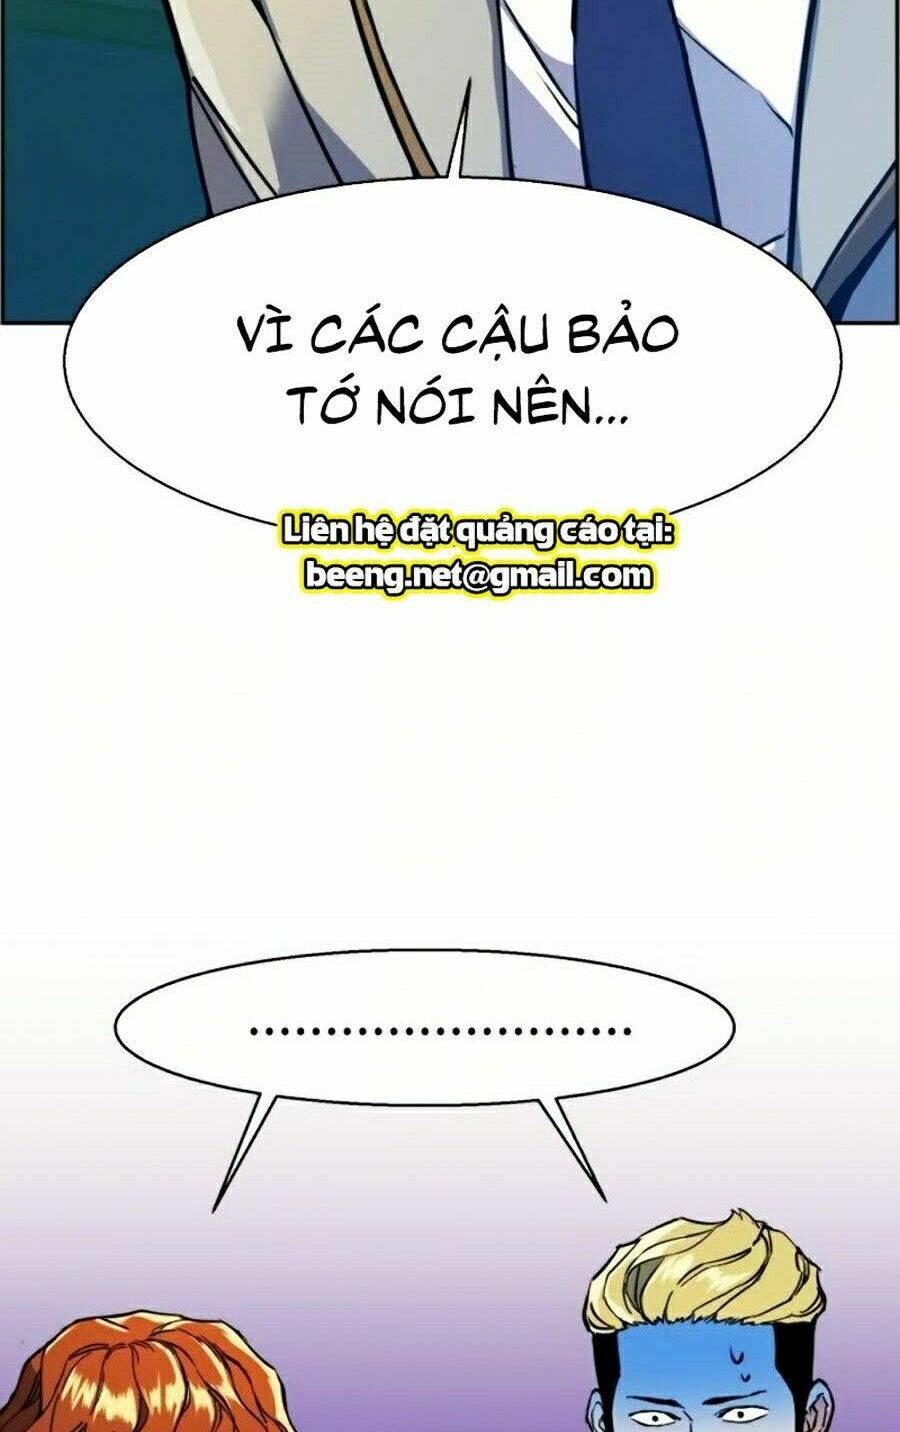 VÌ CÁC CẬU BẢO
TỚ NÓI NÊN...
Liên hệ đặt quảng cáo tại:
beeng.net@gmail.com
..........................